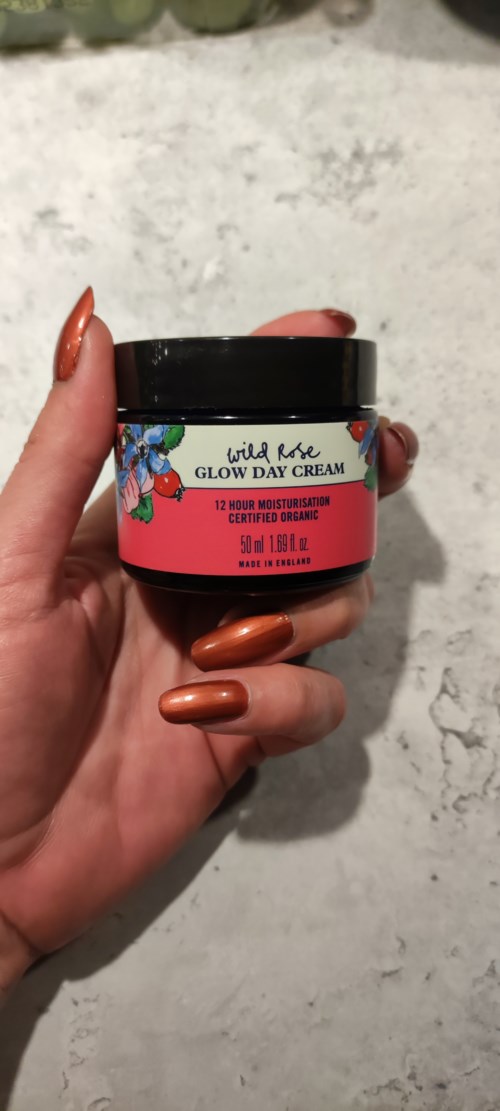 Wild Rose
GLOW DAY CREAM
12 HOUR MOISTURISATION
CERTIFIED ORGANIC
50 ml 1.69 fl. oz.
MADE IN ENGLAND